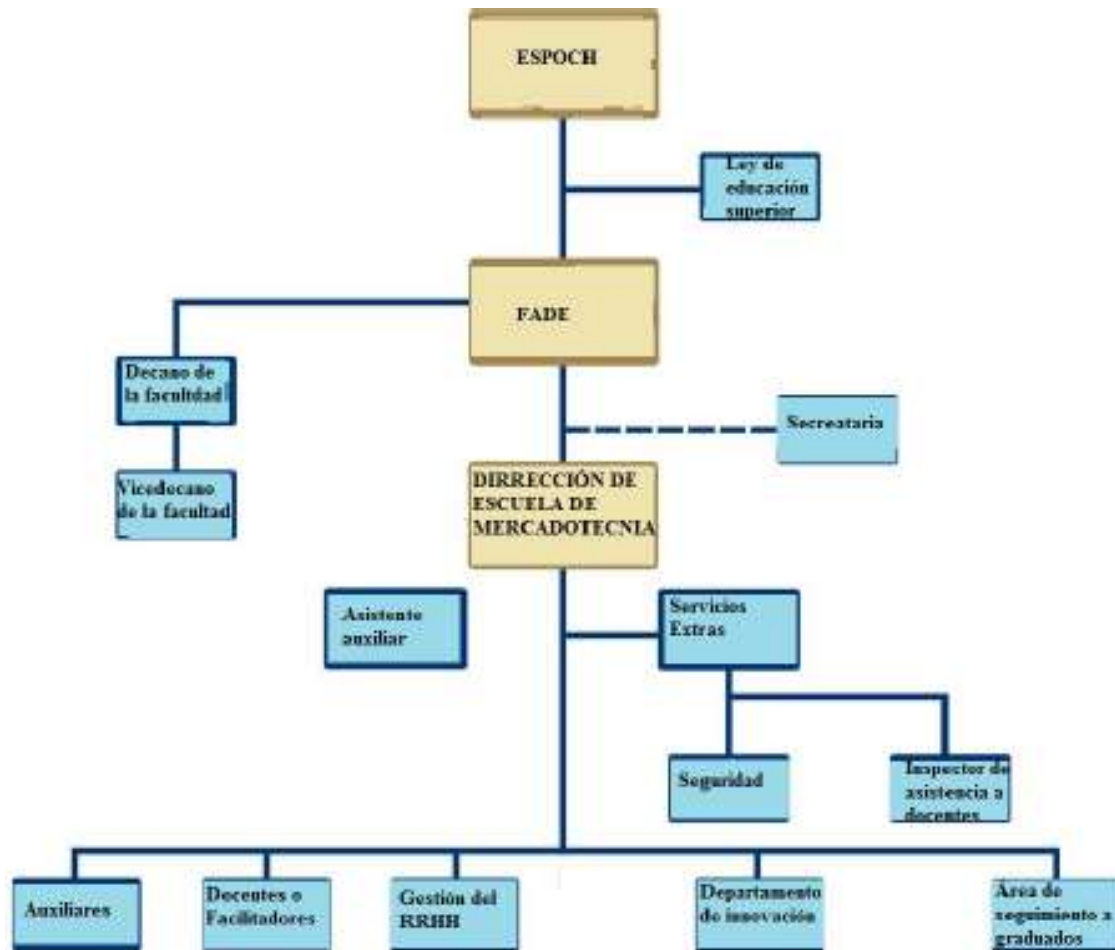 ESPOCH
Ley de
educación
superior
FADE
Decano de
la facultdad
Secreataria
Vicedecano
de la facultad
DIRRECCIÓN DE
ESCUELA DE
MERCADOTECNIA
Asistente
auxiliar
Servicios
Extras
Seguridad
Inspector de
asistencia a
docentes
Auxiliares
Docentes o
Facilitadores
Gestión del
RRHH
Departamento
de innovación
Área de
seguimiento a
graduados